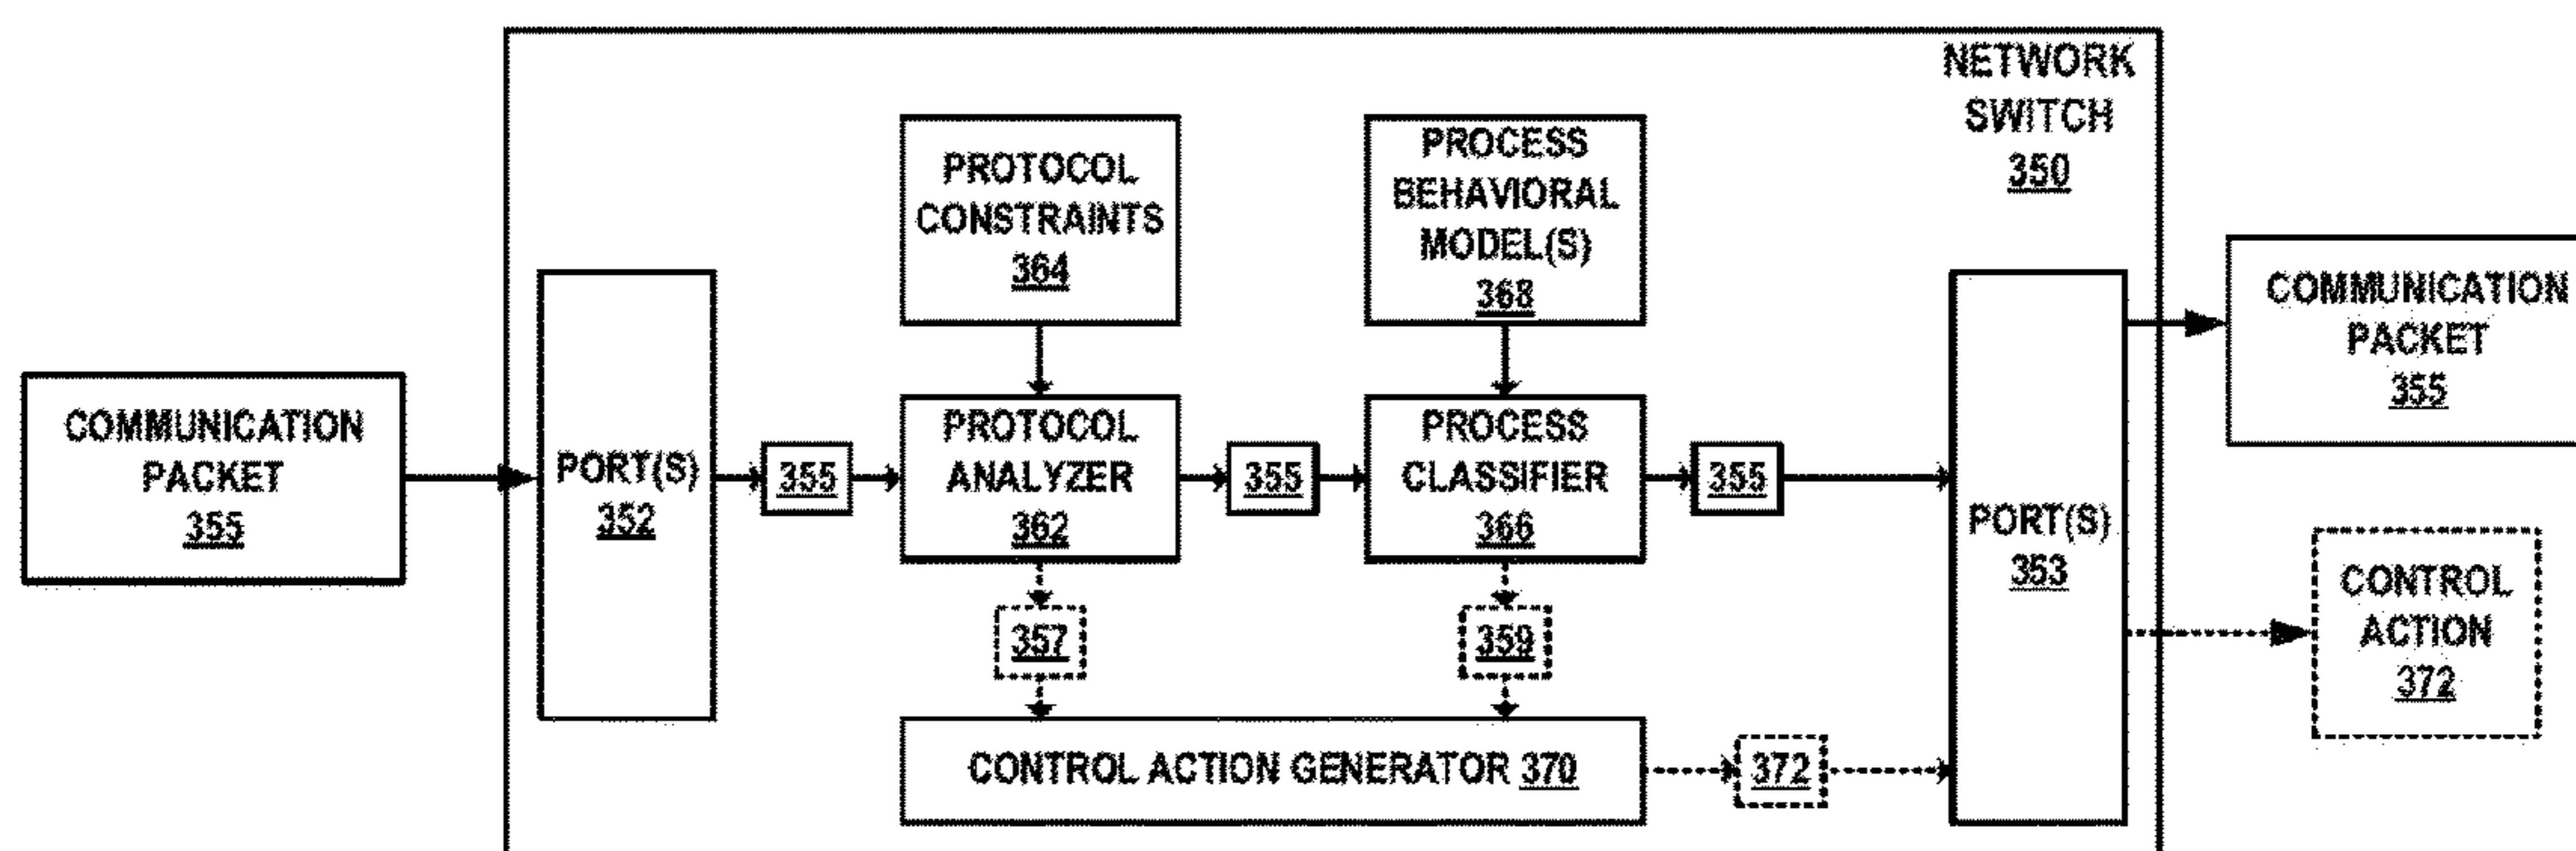 NETWORK
SWITCH
350
PROTOCOL
CONSTRAINTS
364
PROCESS
BEHAVIORAL
MODEL(S)
368
COMMUNICATION
PACKET
355
PORT(S)
352
355
PROTOCOL
ANALYZER
362
355
PROCESS
CLASSIFIER
366
355
PORT(S)
353
COMMUNICATION
PACKET
355
357
359
CONTROL ACTION GENERATOR 370
372
CONTROL
ACTION
372